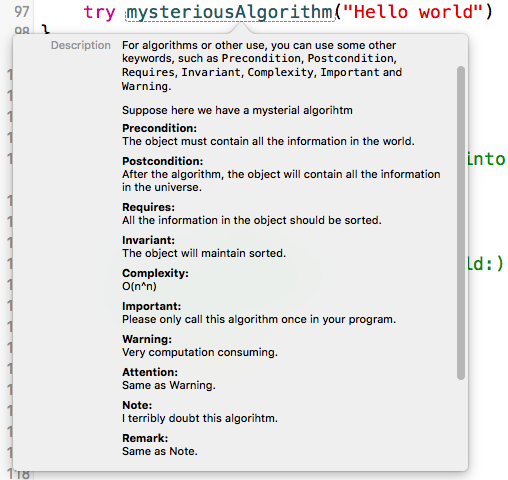 97 try mysteriousAlgorithm("Hello world")
98 }
Description For algorithms or other use, you can use some other
keywords, such as Precondition, Postcondition,
Requires, Invariant, Complexity, Important and
Warning.
Suppose here we have a mysterial algorihtm
Precondition:
The object must contain all the information in the world.
Postcondition:
After the algorithm, the object will contain all the information
in the universe.
into
Requires:
All the information in the object should be sorted.
Invariant:
The object will maintain sorted.
ld:)
Complexity:
O(n^n)
Important:
Please only call this algorithm once in your program.
Warning:
Very computation consuming.
Attention:
Same as Warning.
Note:
I terribly doubt this algorihtm.
Remark:
Same as Note.
118